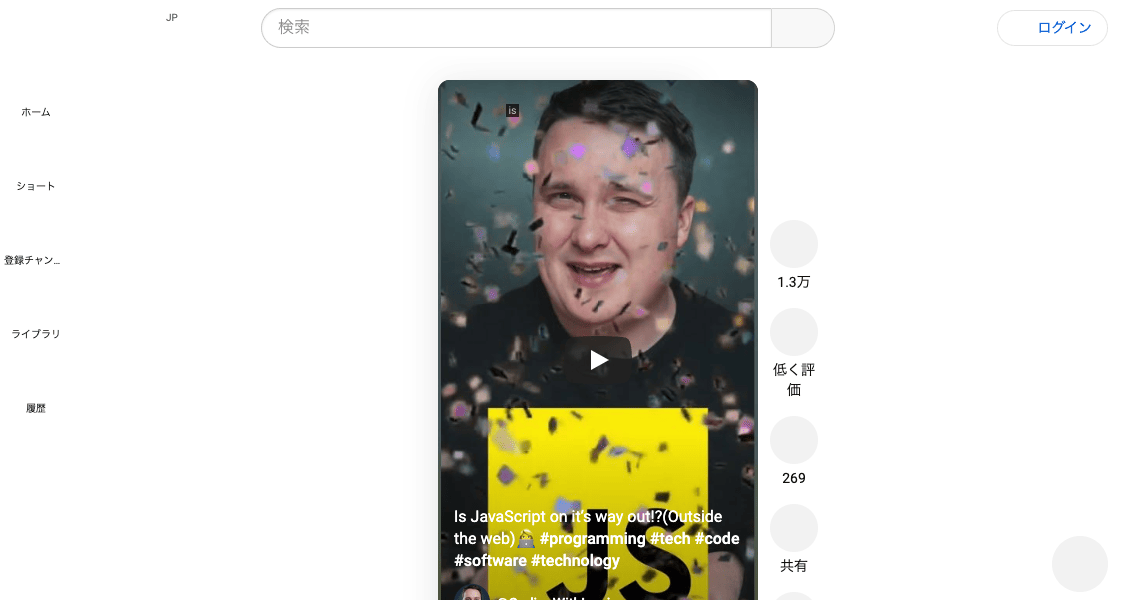 JP
検索
ログイン
ホーム
ショート
登録チャン...
ライブラリ
履歴
is
1.3万
低く評
価
269
共有
JS
Is JavaScript on it's way out!?(Outside
the web)👨‍💻 #programming #tech #code
#software #technology